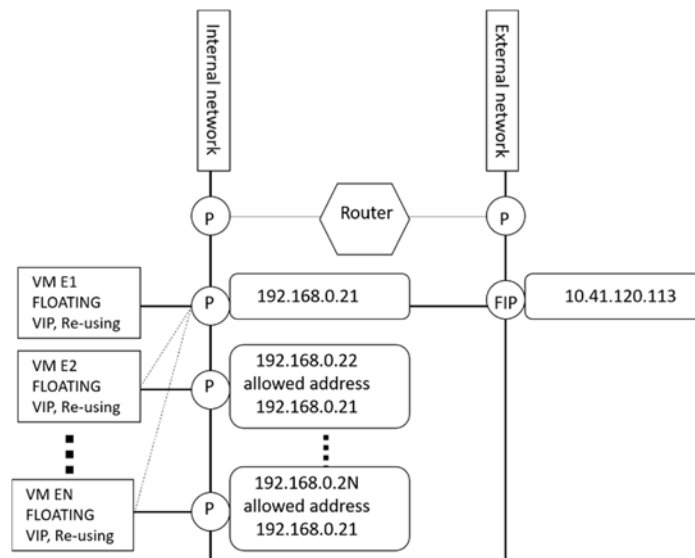 Internal network
External network
P
Router
P
VM E1
FLOATING
VIP, Re-using
P
192.168.0.21
FIP
10.41.120.113
VM E2
FLOATING
VIP, Re-using
P
192.168.0.22
allowed address
192.168.0.21
VM EN
FLOATING
VIP, Re-using
P
192.168.0.2N
allowed address
192.168.0.21